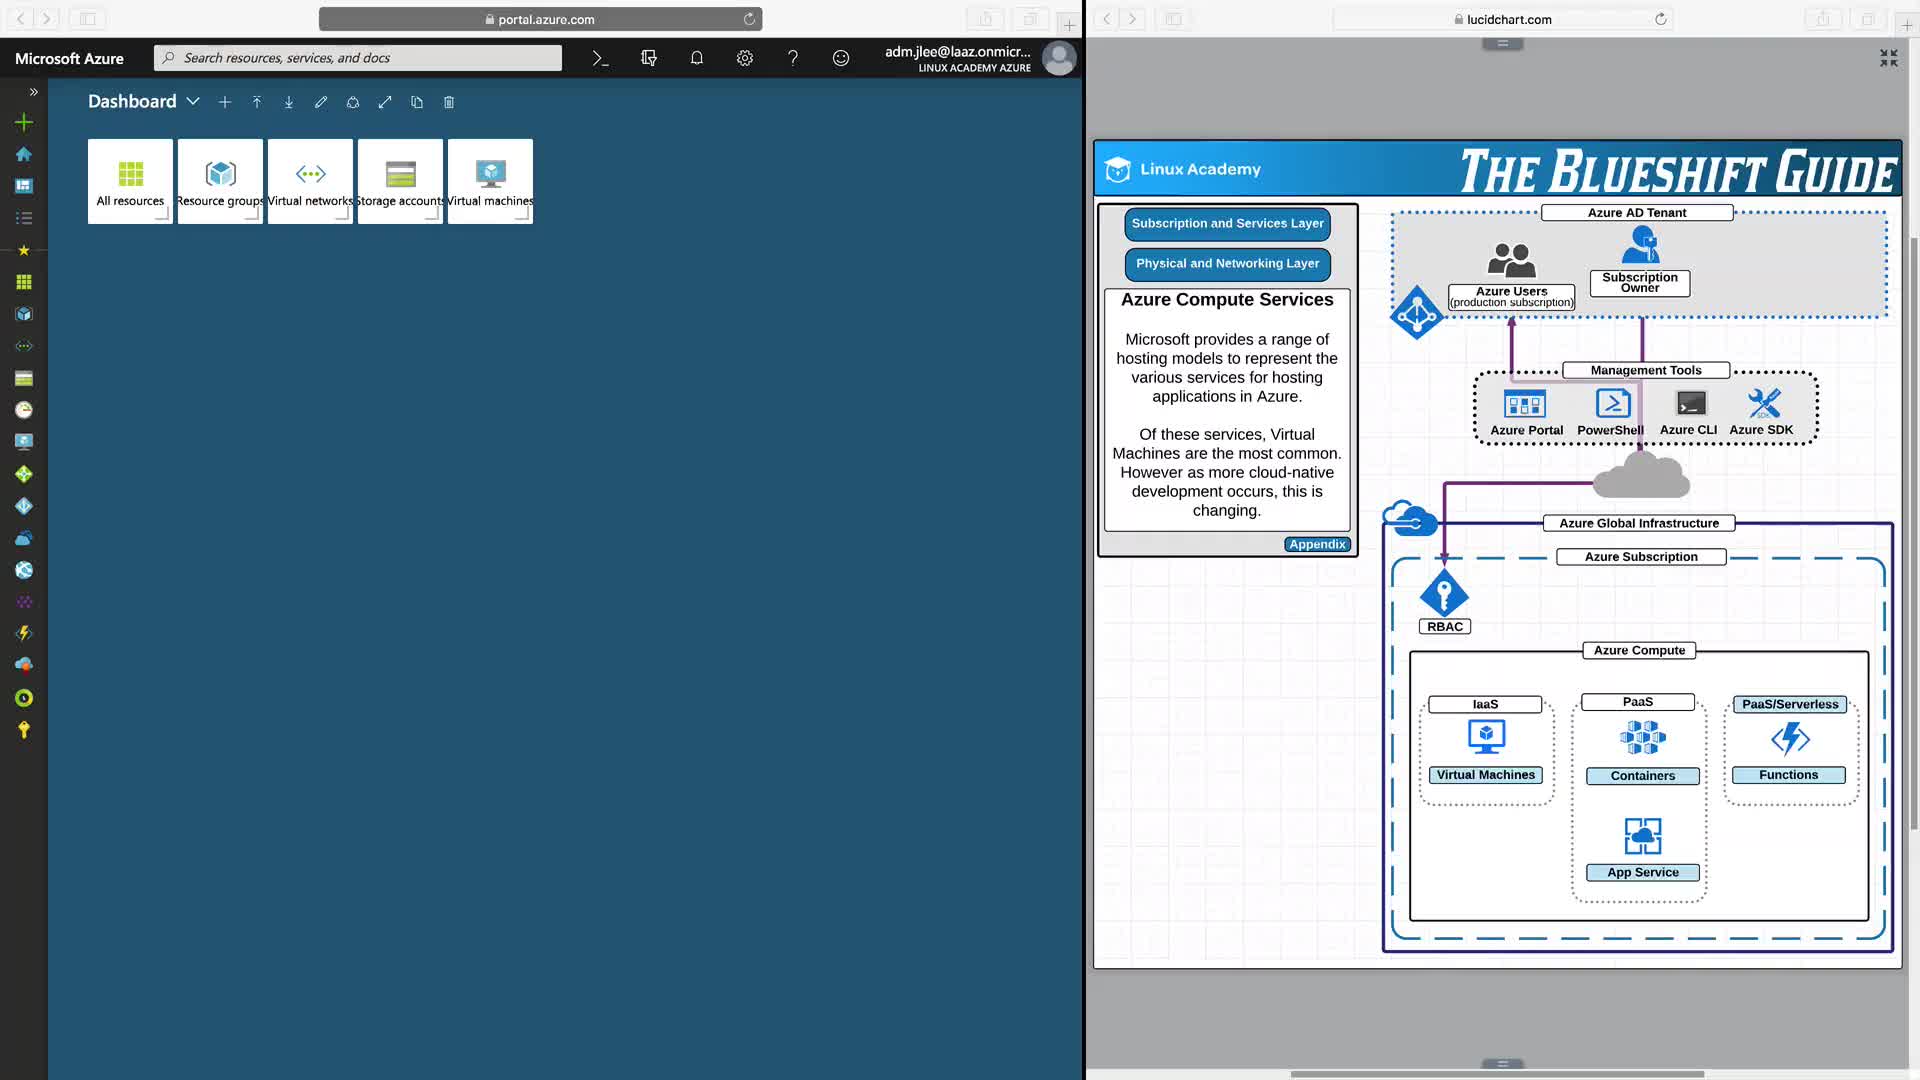 portal.azure.com
lucidchart.com
Microsoft Azure
Search resources, services, and docs
adm.jlee@laaz.onmicr...
LINUX ACADEMY AZURE
Dashboard
All resources
Resource groups
Virtual networks
Storage accounts
Virtual machines
Linux Academy
THE BLUESHIFT GUIDE
Subscription and Services Layer
Physical and Networking Layer
Azure Compute Services
Microsoft provides a range of
hosting models to represent the
various services for hosting
applications in Azure.
Of these services, Virtual
Machines are the most common.
However as more cloud-native
development occurs, this is
changing.
Appendix
Azure AD Tenant
Azure Users
(production subscription)
Subscription
Owner
Management Tools
Azure Portal
PowerShell
Azure CLI
SDK
Azure SDK
Azure Global Infrastructure
Azure Subscription
RBAC
Azure Compute
IaaS
PaaS
PaaS/Serverless
Virtual Machines
Containers
Functions
App Service